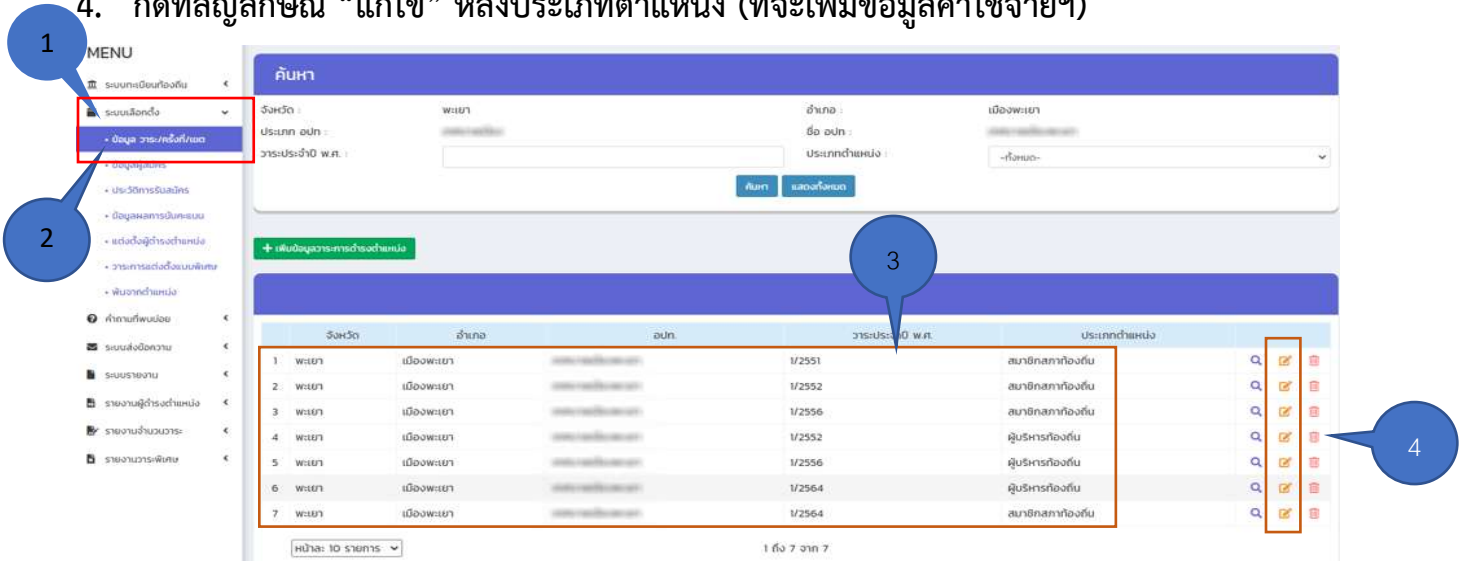 4. กดที่สัญลักษณ์ “แก้ไข” หลังประเภทตำแหน่ง (ที่จะเพิ่มข้อมูลค่าใช้จ่ายฯ)
1
MENU
ระบบทะเบียนท้องถิ่น
ระบบเลือกตั้ง
ข้อมูล วาระ/ครั้งที่/เขต
ข้อมูลผู้สมัคร
ประวัติการรับสมัคร
ข้อมูลผลการนับคะแนน
2
แต่งตั้งผู้ดำรงตำแหน่ง
วาระการแต่งตั้งแบบพิเศษ
พ้นจากตำแหน่ง
คำถามที่พบบ่อย
ระบบส่งข้อความ
ระบบรายงาน
รายงานผู้ดำรงตำแหน่ง
รายงานจำนวนวาระ
รายงานวาระพิเศษ
ค้นหา
จังหวัด : พะเยา อำเภอ : เมืองพะเยา
ประเภท อปท : ชื่อ อปท :
วาระประจำปี พ.ศ. : ประเภทตำแหน่ง : -ทั้งหมด-
ค้นหา แสดงทั้งหมด
+ เพิ่มข้อมูลวาระการดำรงตำแหน่ง
3
จังหวัด อำเภอ อปท. วาระประจำปี พ.ศ. ประเภทตำแหน่ง
1 พะเยา เมืองพะเยา 1/2551 สมาชิกสภาท้องถิ่น
2 พะเยา เมืองพะเยา 1/2552 สมาชิกสภาท้องถิ่น
3 พะเยา เมืองพะเยา 1/2556 สมาชิกสภาท้องถิ่น
4 พะเยา เมืองพะเยา 1/2552 ผู้บริหารท้องถิ่น
5 พะเยา เมืองพะเยา 1/2556 ผู้บริหารท้องถิ่น
6 พะเยา เมืองพะเยา 1/2564 ผู้บริหารท้องถิ่น
7 พะเยา เมืองพะเยา 1/2564 สมาชิกสภาท้องถิ่น
4
หน้าละ 10 รายการ 1 ถึง 7 จาก 7